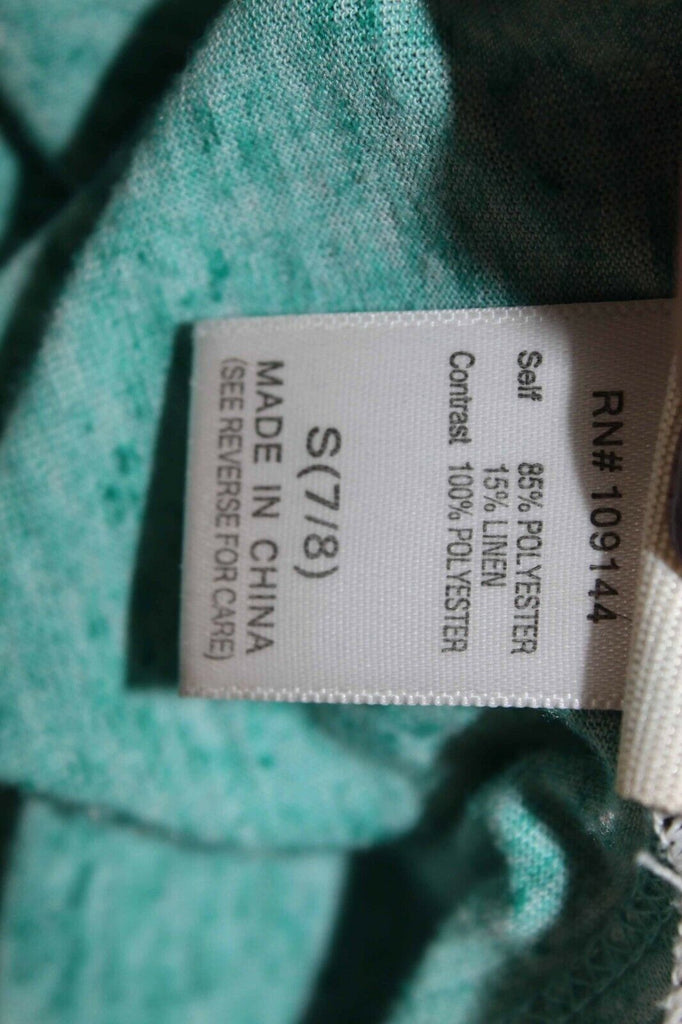 RN# 109144
Self 85% POLYESTER
15% LINEN
Contrast 100% POLYESTER
S(7/8)
MADE IN CHINA
(SEE REVERSE FOR CARE)